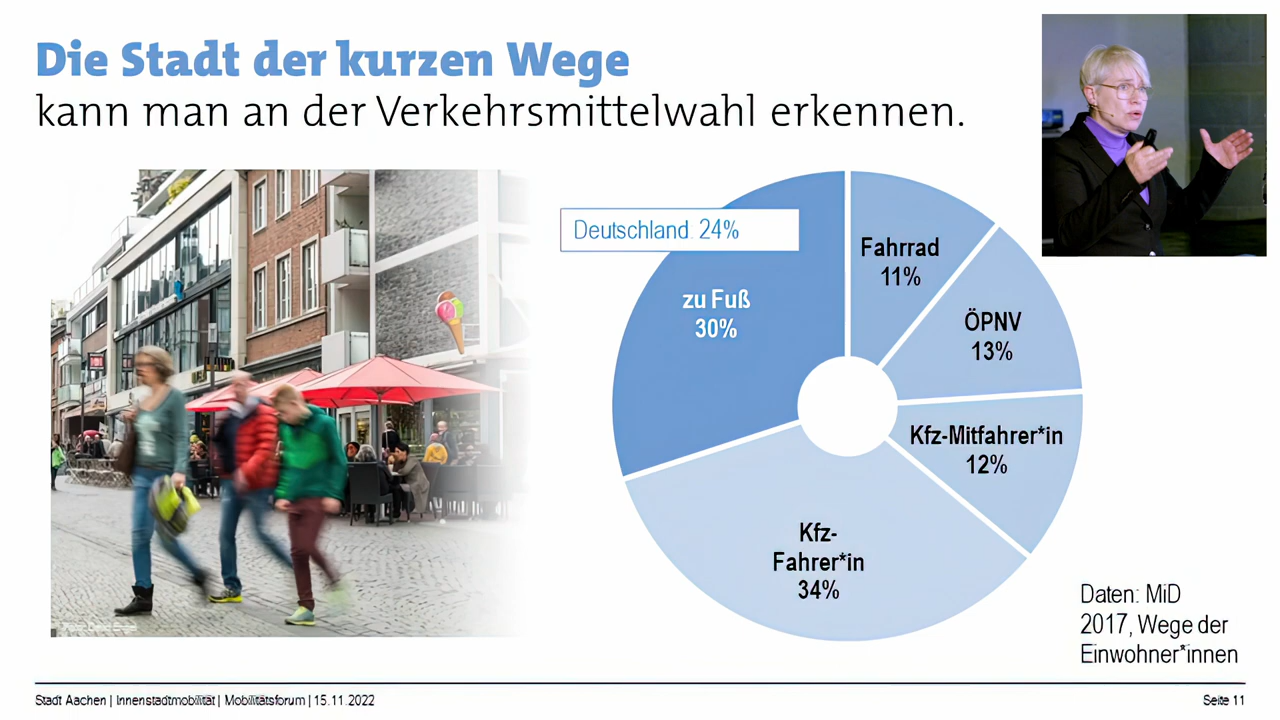 Die Stadt der kurzen Wege
kann man an der Verkehrsmittelwahl erkennen.
Deutschland: 24%
zu Fuß
30%
Fahrrad
11%
ÖPNV
13%
Kfz-Mitfahrer*in
12%
Kfz-
Fahrer*in
34%
Daten: MiD
2017, Wege der
Einwohner*innen
Stadt Aachen | Innenstadtmobilität | Mobilitätsforum | 15.11.2022
Seite 11